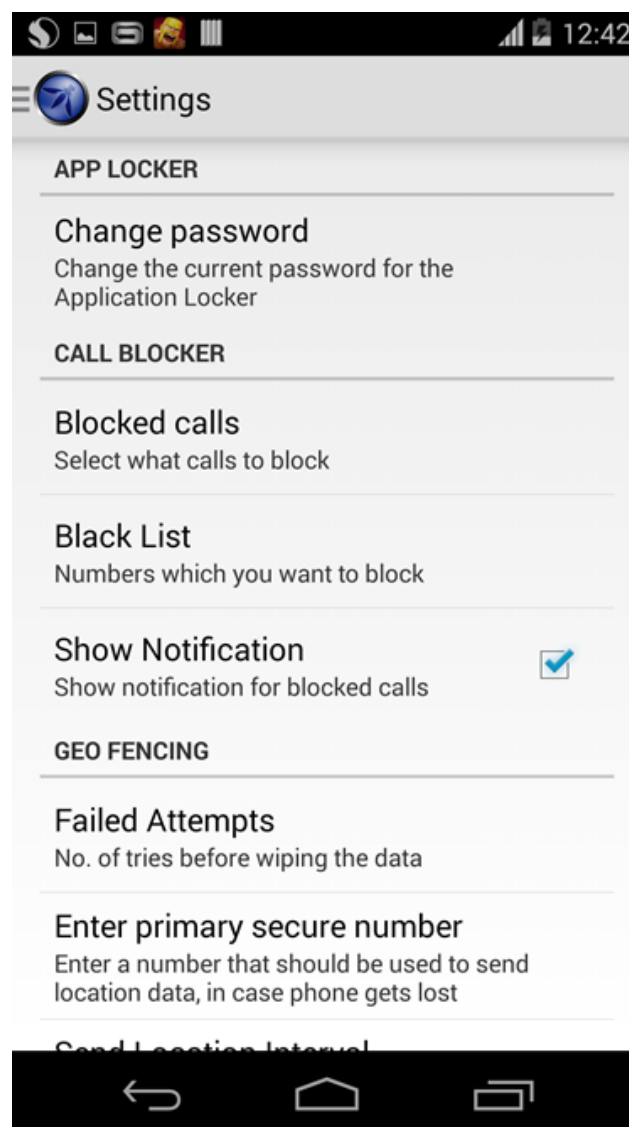 12:42
Settings
APP LOCKER
Change password
Change the current password for the
Application Locker
CALL BLOCKER
Blocked calls
Select what calls to block
Black List
Numbers which you want to block
Show Notification
Show notification for blocked calls
GEO FENCING
Failed Attempts
No. of tries before wiping the data
Enter primary secure number
Enter a number that should be used to send
location data, in case phone gets lost
Send Location Interval